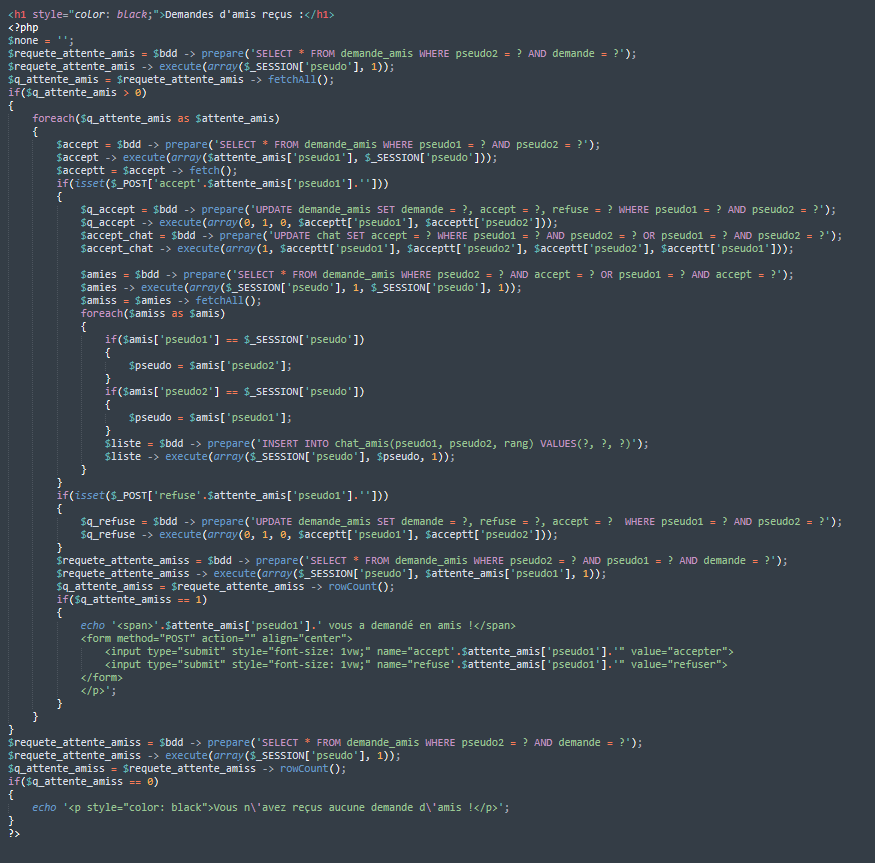 <h1 style="color: black;">Demandes d'amis reçus :</h1>
<?php
$none = '';
$requete_attente_amis = $bdd -> prepare('SELECT * FROM demande_amis WHERE pseudo2 = ? AND demande = ?');
$requete_attente_amis -> execute(array($_SESSION['pseudo'], 1));
$q_attente_amis = $requete_attente_amis -> fetchAll();
if($q_attente_amis > 0)
{
    foreach($q_attente_amis as $attente_amis)
    {
        $accept = $bdd -> prepare('SELECT * FROM demande_amis WHERE pseudo1 = ? AND pseudo2 = ?');
        $accept -> execute(array($attente_amis['pseudo1'], $_SESSION['pseudo']));
        $acceptt = $accept -> fetch();
        if(isset($_POST['accept'.$attente_amis['pseudo1'].'']))
        {
            $q_accept = $bdd -> prepare('UPDATE demande_amis SET demande = ?, accept = ?, refuse = ? WHERE pseudo1 = ? AND pseudo2 = ?');
            $q_accept -> execute(array(0, 1, 0, $acceptt['pseudo1'], $acceptt['pseudo2']));
            $accept_chat = $bdd -> prepare('UPDATE chat SET accept = ? WHERE pseudo1 = ? AND pseudo2 = ? OR pseudo1 = ? AND pseudo2 = ?');
            $accept_chat -> execute(array(1, $acceptt['pseudo1'], $acceptt['pseudo2'], $acceptt['pseudo2'], $acceptt['pseudo1']));

            $amies = $bdd -> prepare('SELECT * FROM demande_amis WHERE pseudo2 = ? AND accept = ? OR pseudo1 = ? AND accept = ?');
            $amies -> execute(array($_SESSION['pseudo'], 1, $_SESSION['pseudo'], 1));
            $amiss = $amies -> fetchAll();
            foreach($amiss as $amis)
            {
                if($amis['pseudo1'] == $_SESSION['pseudo'])
                {
                    $pseudo = $amis['pseudo2'];
                }
                if($amis['pseudo2'] == $_SESSION['pseudo'])
                {
                    $pseudo = $amis['pseudo1'];
                }
                $liste = $bdd -> prepare('INSERT INTO chat_amis(pseudo1, pseudo2, rang) VALUES(?, ?, ?)');
                $liste -> execute(array($_SESSION['pseudo'], $pseudo, 1));
            }
        }
        if(isset($_POST['refuse'.$attente_amis['pseudo1'].'']))
        {
            $q_refuse = $bdd -> prepare('UPDATE demande_amis SET demande = ?, refuse = ?, accept = ?  WHERE pseudo1 = ? AND pseudo2 = ?');
            $q_refuse -> execute(array(0, 1, 0, $acceptt['pseudo1'], $acceptt['pseudo2']));
        }
        $requete_attente_amiss = $bdd -> prepare('SELECT * FROM demande_amis WHERE pseudo2 = ? AND pseudo1 = ? AND demande = ?');
        $requete_attente_amiss -> execute(array($_SESSION['pseudo'], $attente_amis['pseudo1'], 1));
        $q_attente_amiss = $requete_attente_amiss -> rowCount();
        if($q_attente_amiss == 1)
        {
            echo '<span>'.$attente_amis['pseudo1'].' vous a demandé en amis !</span>
            <form method="POST" action="" align="center">
                <input type="submit" style="font-size: 1vw;" name="accept'.$attente_amis['pseudo1'].'" value="accepter">
                <input type="submit" style="font-size: 1vw;" name="refuse'.$attente_amis['pseudo1'].'" value="refuser">
            </form>
            </p>';
        }
    }
}
$requete_attente_amiss = $bdd -> prepare('SELECT * FROM demande_amis WHERE pseudo2 = ? AND demande = ?');
$requete_attente_amiss -> execute(array($_SESSION['pseudo'], 1));
$q_attente_amiss = $requete_attente_amiss -> rowCount();
if($q_attente_amiss == 0)
{
    echo '<p style="color: black">Vous n\'avez reçus aucune demande d\'amis !</p>';
}
?>